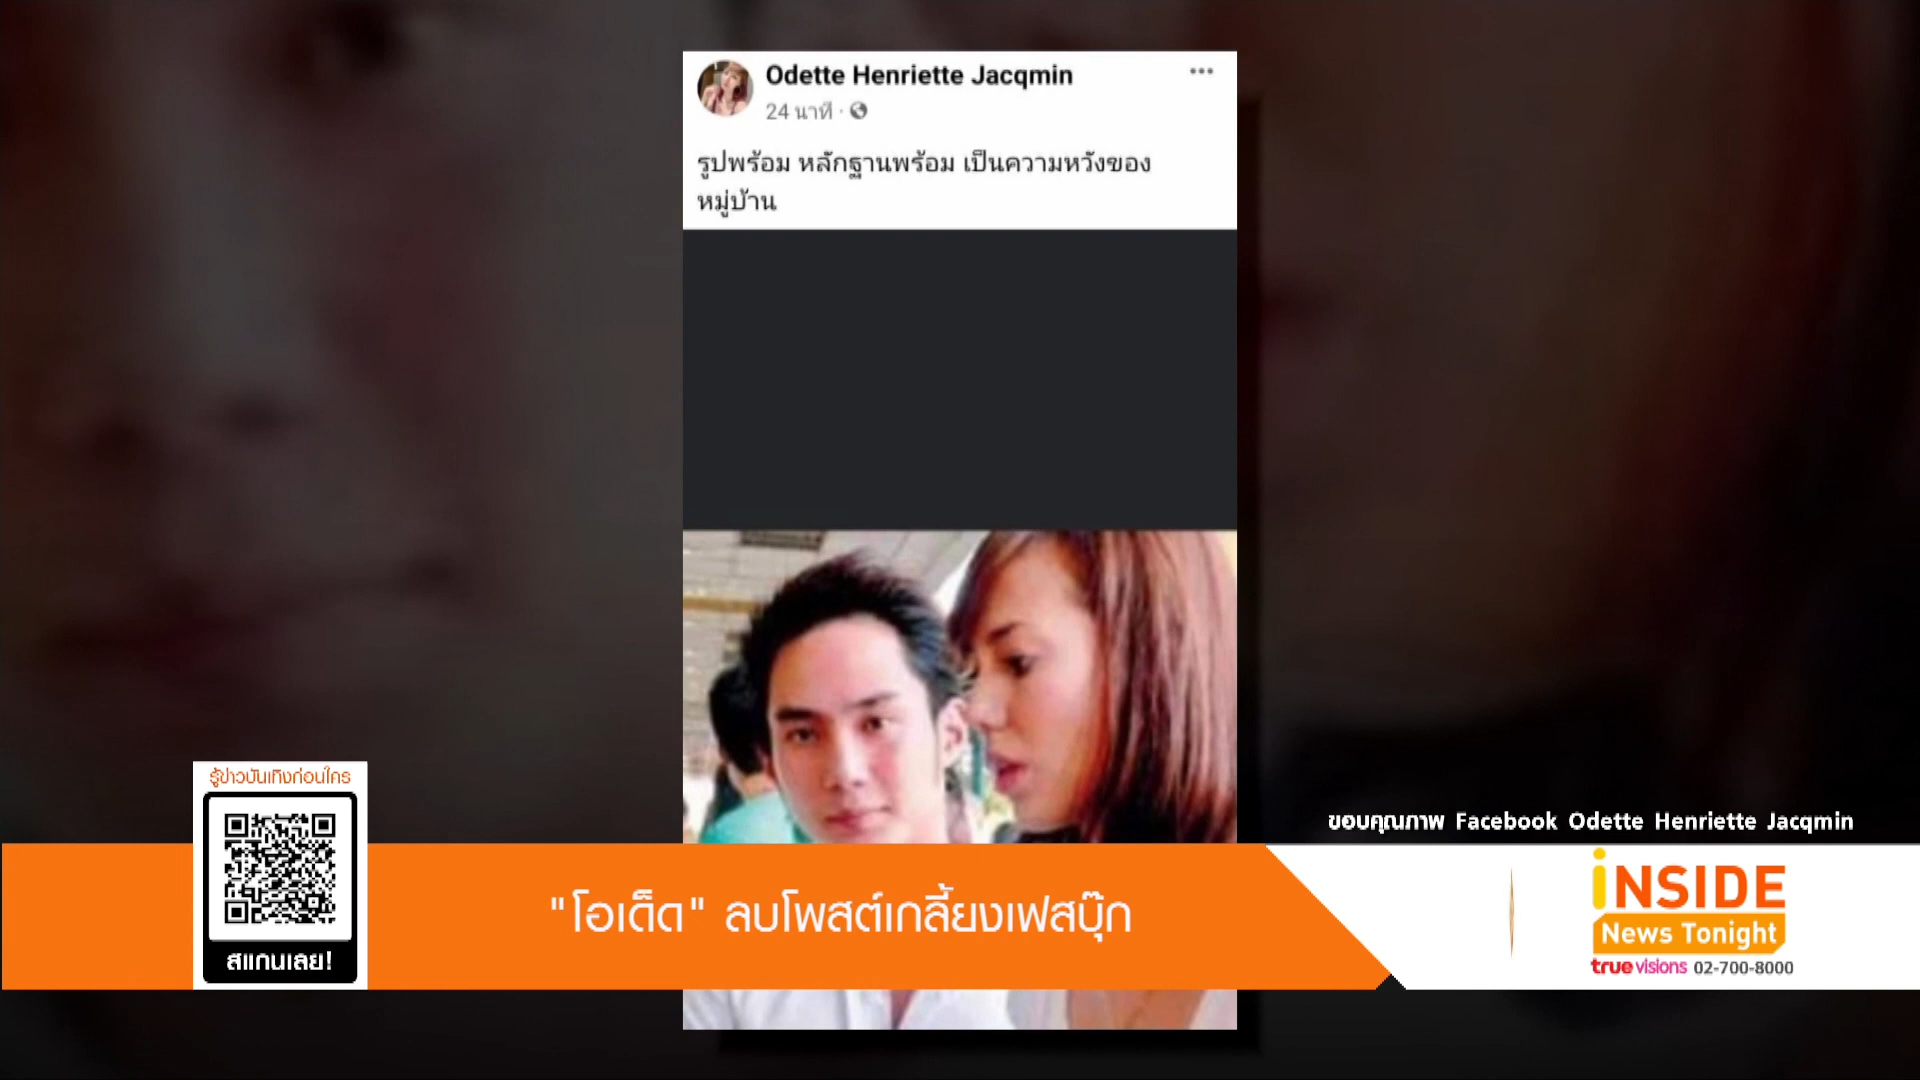 Odette Henriette Jacqmin
24 นาที ·
รูปพร้อม หลักฐานพร้อม เป็นความหวังของ
หมู่บ้าน
รู้ข่าวบันเทิงก่อนใคร
สแกนเลย!
ขอบคุณภาพ Facebook Odette Henriette Jacqmin
"โอเด็ด" ลบโพสต์เกลี้ยงเฟสบุ๊ก
iNSIDE
News Tonight
truevisions 02-700-8000